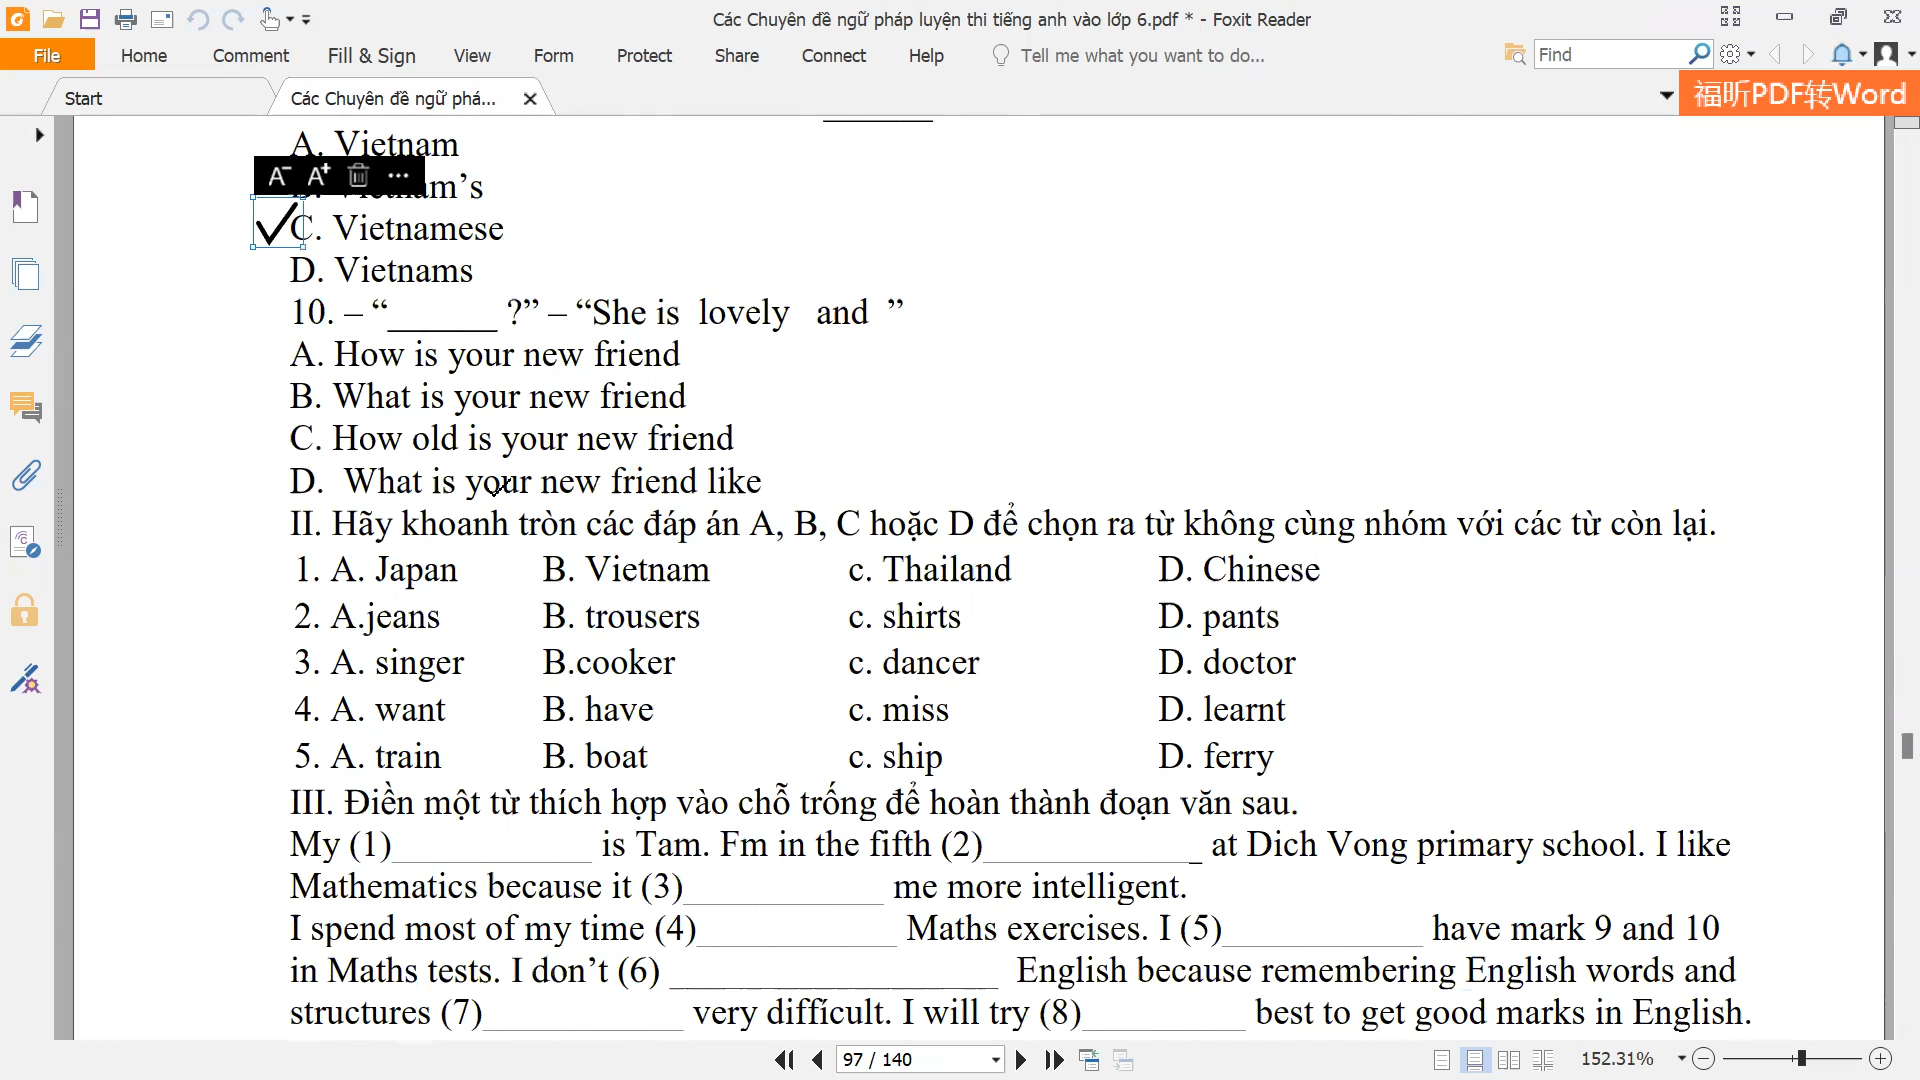 Các Chuyên đề ngữ pháp luyện thi tiếng anh vào lớp 6.pdf * - Foxit Reader
File Home Comment Fill & Sign View Form Protect Share Connect Help Tell me what you want to do... Find
Start Các Chuyên đề ngữ phá... 福昕PDF转Word
A. Vietnam
A⁻ A⁺ ...
m’s
C. Vietnamese
D. Vietnams
10. – “______ ?” – “She is lovely and ”
A. How is your new friend
B. What is your new friend
C. How old is your new friend
D. What is your new friend like
II. Hãy khoanh tròn các đáp án A, B, C hoặc D để chọn ra từ không cùng nhóm với các từ còn lại.
1. A. Japan B. Vietnam c. Thailand D. Chinese
2. A.jeans B. trousers c. shirts D. pants
3. A. singer B.cooker c. dancer D. doctor
4. A. want B. have c. miss D. learnt
5. A. train B. boat c. ship D. ferry
III. Điền một từ thích hợp vào chỗ trống để hoàn thành đoạn văn sau.
My (1)___________ is Tam. Fm in the fifth (2)____________ at Dich Vong primary school. I like
Mathematics because it (3)___________ me more intelligent.
I spend most of my time (4)___________ Maths exercises. I (5)___________ have mark 9 and 10
in Maths tests. I don’t (6) __________________ English because remembering English words and
structures (7)___________ very difficult. I will try (8)_________ best to get good marks in English.
97 / 140 152.31%